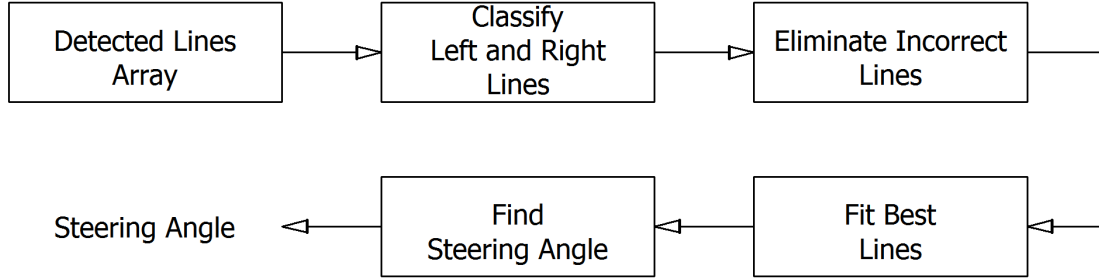 Detected Lines
Array
Classify
Left and Right
Lines
Eliminate Incorrect
Lines
Steering Angle
Find
Steering Angle
Fit Best
Lines